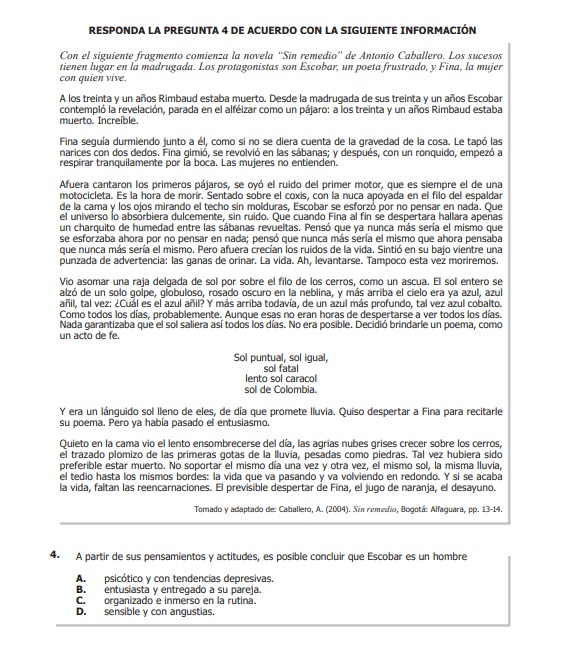 RESPONDA LA PREGUNTA 4 DE ACUERDO CON LA SIGUIENTE INFORMACIÓN
Con el siguiente fragmento comienza la novela “Sin remedio” de Antonio Caballero. Los sucesos
tienen lugar en la madrugada. Los protagonistas son Escobar, un poeta frustrado, y Fina, la mujer
con quien vive.
A los treinta y un años Rimbaud estaba muerto. Desde la madrugada de sus treinta y un años Escobar
contempló la revelación, parada en el alféizar como un pájaro: a los treinta y un años Rimbaud estaba
muerto. Increíble.
Fina seguía durmiendo junto a él, como si no se diera cuenta de la gravedad de la cosa. Le tapó las
narices con dos dedos. Fina gimió, se revolvió en las sábanas; y después, con un ronquido, empezó a
respirar tranquilamente por la boca. Las mujeres no entienden.
Afuera cantaron los primeros pájaros, se oyó el ruido del primer motor, que es siempre el de una
motocicleta. Es la hora de morir. Sentado sobre el coxis, con la nuca apoyada en el filo del espaldar
de la cama y los ojos mirando el techo sin molduras, Escobar se esforzó por no pensar en nada. Que
el universo lo absorbiera dulcemente, sin ruido. Que cuando Fina al fin se despertara hallara apenas
un charquito de humedad entre las sábanas revueltas. Pensó que ya nunca más sería el mismo que
se esforzaba ahora por no pensar en nada; pensó que nunca más sería el mismo que ahora pensaba
que nunca más sería el mismo. Pero afuera crecían los ruidos de la vida. Sintió en su bajo vientre una
punzada de advertencia: las ganas de orinar. La vida. Ah, levantarse. Tampoco esta vez moriremos.
Vio asomar una raja delgada de sol por sobre el filo de los cerros, como un ascua. El sol entero se
alzó de un solo golpe, globuloso, rosado oscuro en la neblina, y más arriba el cielo era ya azul, azul
añil, tal vez: ¿Cuál es el azul añil? Y más arriba todavía, de un azul más profundo, tal vez azul cobalto.
Como todos los días, probablemente. Aunque esas no eran horas de despertarse a ver todos los días.
Nada garantizaba que el sol saliera así todos los días. No era posible. Decidió brindarle un poema, como
un acto de fe.
Sol puntual, sol igual,
sol fatal
lento sol caracol
sol de Colombia.
Y era un lánguido sol lleno de eles, de día que promete lluvia. Quiso despertar a Fina para recitarle
su poema. Pero ya había pasado el entusiasmo.
Quieto en la cama vio el lento ensombrecerse del día, las agrias nubes grises crecer sobre los cerros,
el trazado plomizo de las primeras gotas de la lluvia, pesadas como piedras. Tal vez hubiera sido
preferible estar muerto. No soportar el mismo día una vez y otra vez, el mismo sol, la misma lluvia,
el tedio hasta los mismos bordes: la vida que va pasando y va volviendo en redondo. Y si se acaba
la vida, faltan las reencarnaciones. El previsible despertar de Fina, el jugo de naranja, el desayuno.
Tomado y adaptado de: Caballero, A. (2004). Sin remedio, Bogotá: Alfaguara, pp. 13-14.
4. A partir de sus pensamientos y actitudes, es posible concluir que Escobar es un hombre
A. psicótico y con tendencias depresivas.
B. entusiasta y entregado a su pareja.
C. organizado e inmerso en la rutina.
D. sensible y con angustias.